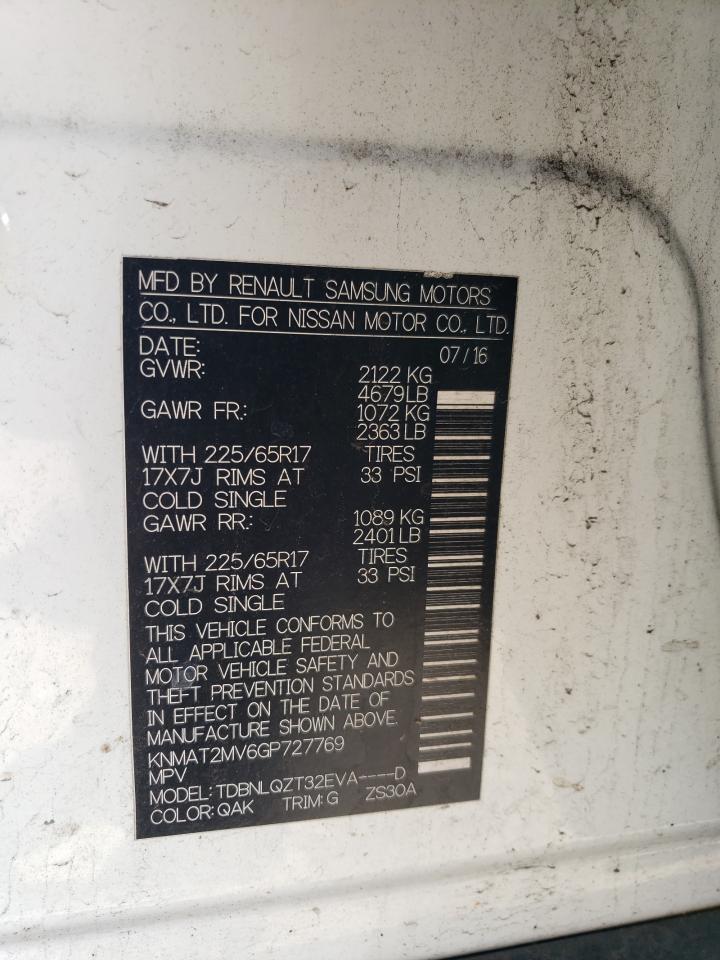 MFD BY RENAULT SAMSUNG MOTORS
CO., LTD. FOR NISSAN MOTOR CO., LTD.
DATE: 07/16
GVWR: 2122 KG
4679 LB
GAWR FR.: 1072 KG
2363 LB
WITH 225/65R17 TIRES
17X7J RIMS AT 33 PSI
COLD SINGLE
GAWR RR.: 1089 KG
2401 LB
WITH 225/65R17 TIRES
17X7J RIMS AT 33 PSI
COLD SINGLE
THIS VEHICLE CONFORMS TO
ALL APPLICABLE FEDERAL
MOTOR VEHICLE SAFETY AND
THEFT PREVENTION STANDARDS
IN EFFECT ON THE DATE OF
MANUFACTURE SHOWN ABOVE.
KNMAT2MV6GP727769
MPV
MODEL: TDBNLQZT32EVA----D
COLOR: QAK TRIM: G ZS30A